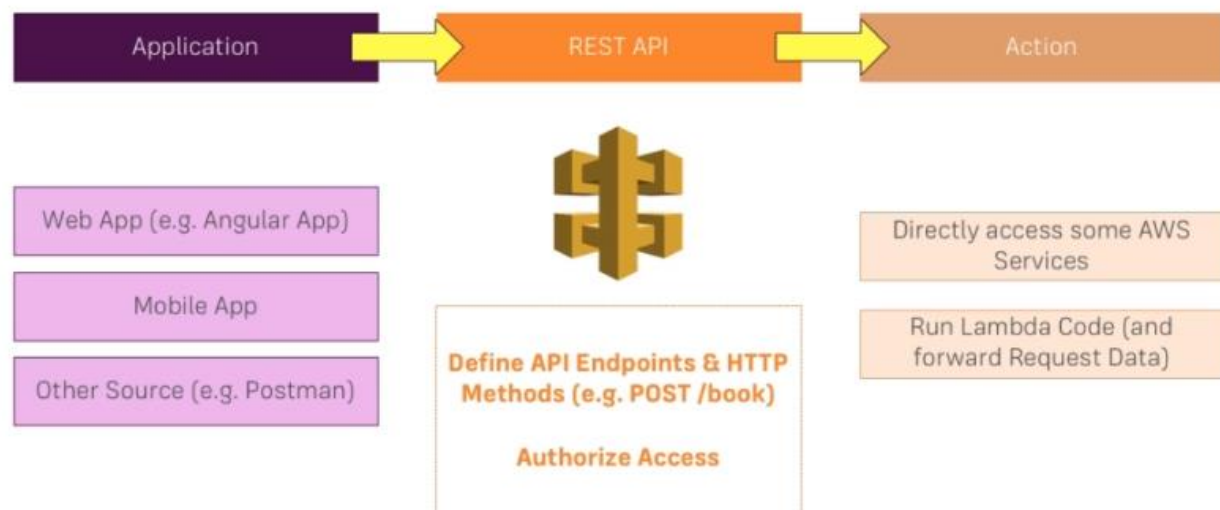 Application
REST API
Action
Web App (e.g. Angular App)
Mobile App
Other Source (e.g. Postman)
Define API Endpoints & HTTP
Methods (e.g. POST /book)
Authorize Access
Directly access some AWS
Services
Run Lambda Code (and
forward Request Data)